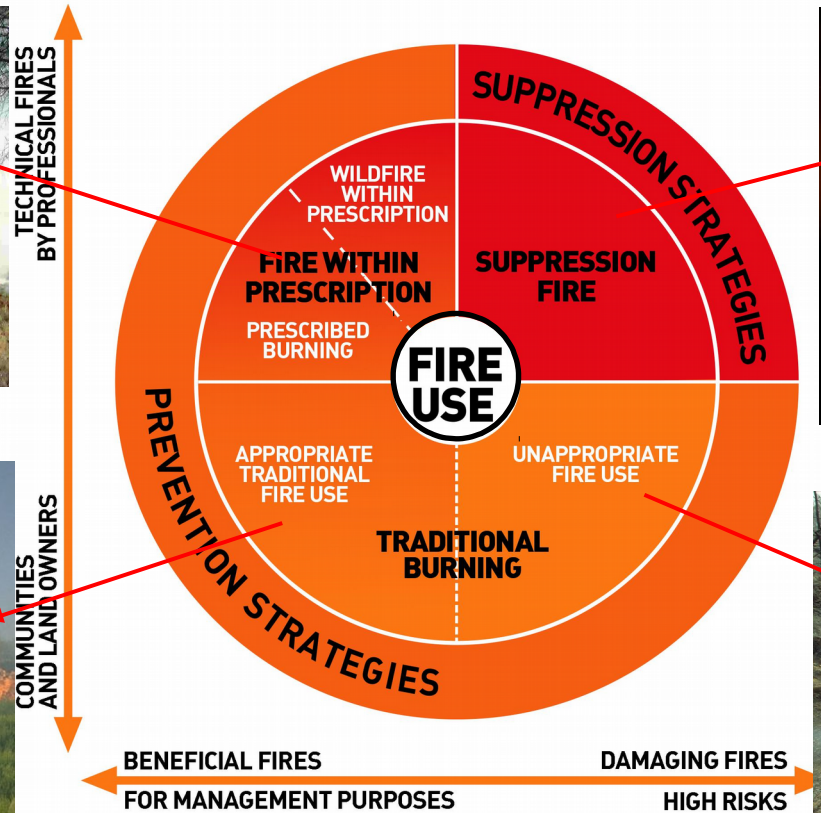 TECHNICAL FIRES
BY PROFESSIONALS
SUPPRESSION STRATEGIES
WILDFIRE
WITHIN
PRESCRIPTION
FIRE WITHIN
PRESCRIPTION
PRESCRIBED
BURNING
SUPPRESSION
FIRE
FIRE
USE
APPROPRIATE
TRADITIONAL
FIRE USE
UNAPPROPRIATE
FIRE USE
TRADITIONAL
BURNING
PREVENTION STRATEGIES
COMMUNITIES
AND LAND OWNERS
BENEFICIAL FIRES
FOR MANAGEMENT PURPOSES
DAMAGING FIRES
HIGH RISKS